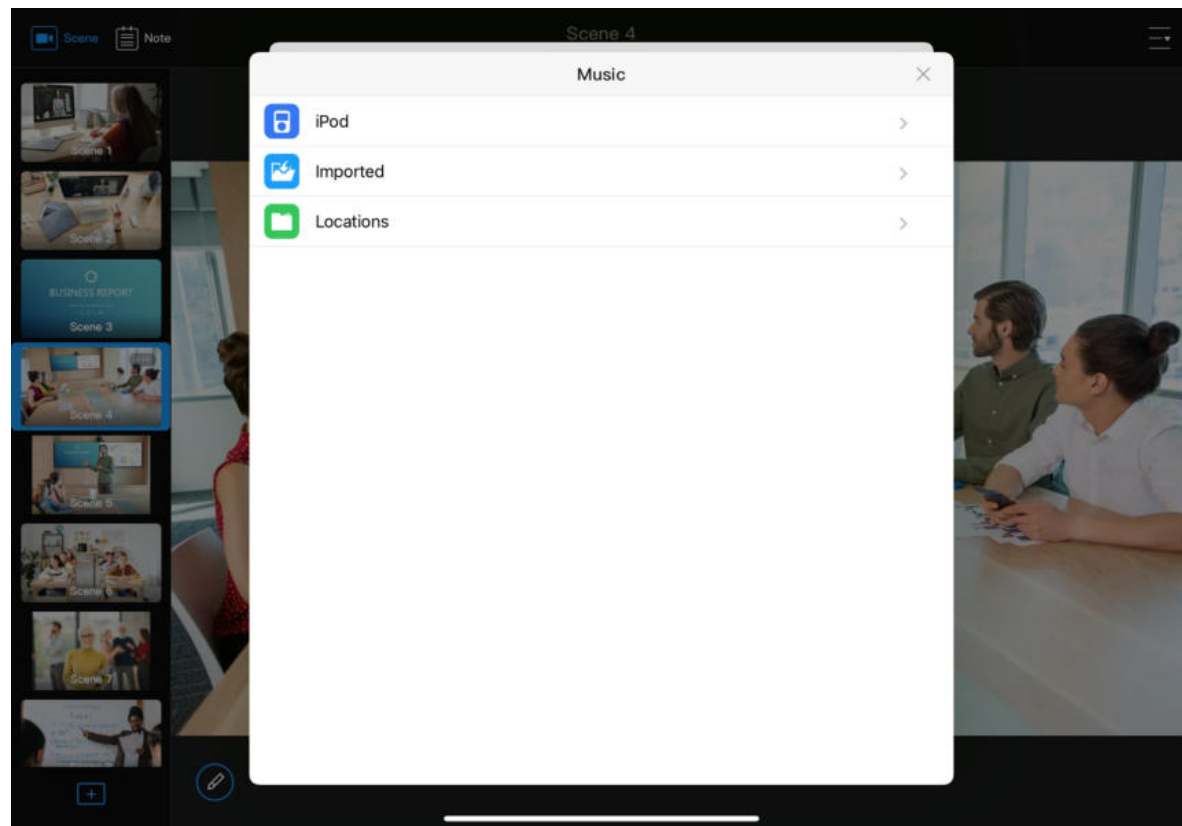 Scene
Note
Scene 4
Music
iPod
Imported
Locations
Scene 1
Scene 2
BUSINESS REPORT
Scene 3
Scene 4
Scene 5
Scene 6
Scene 7